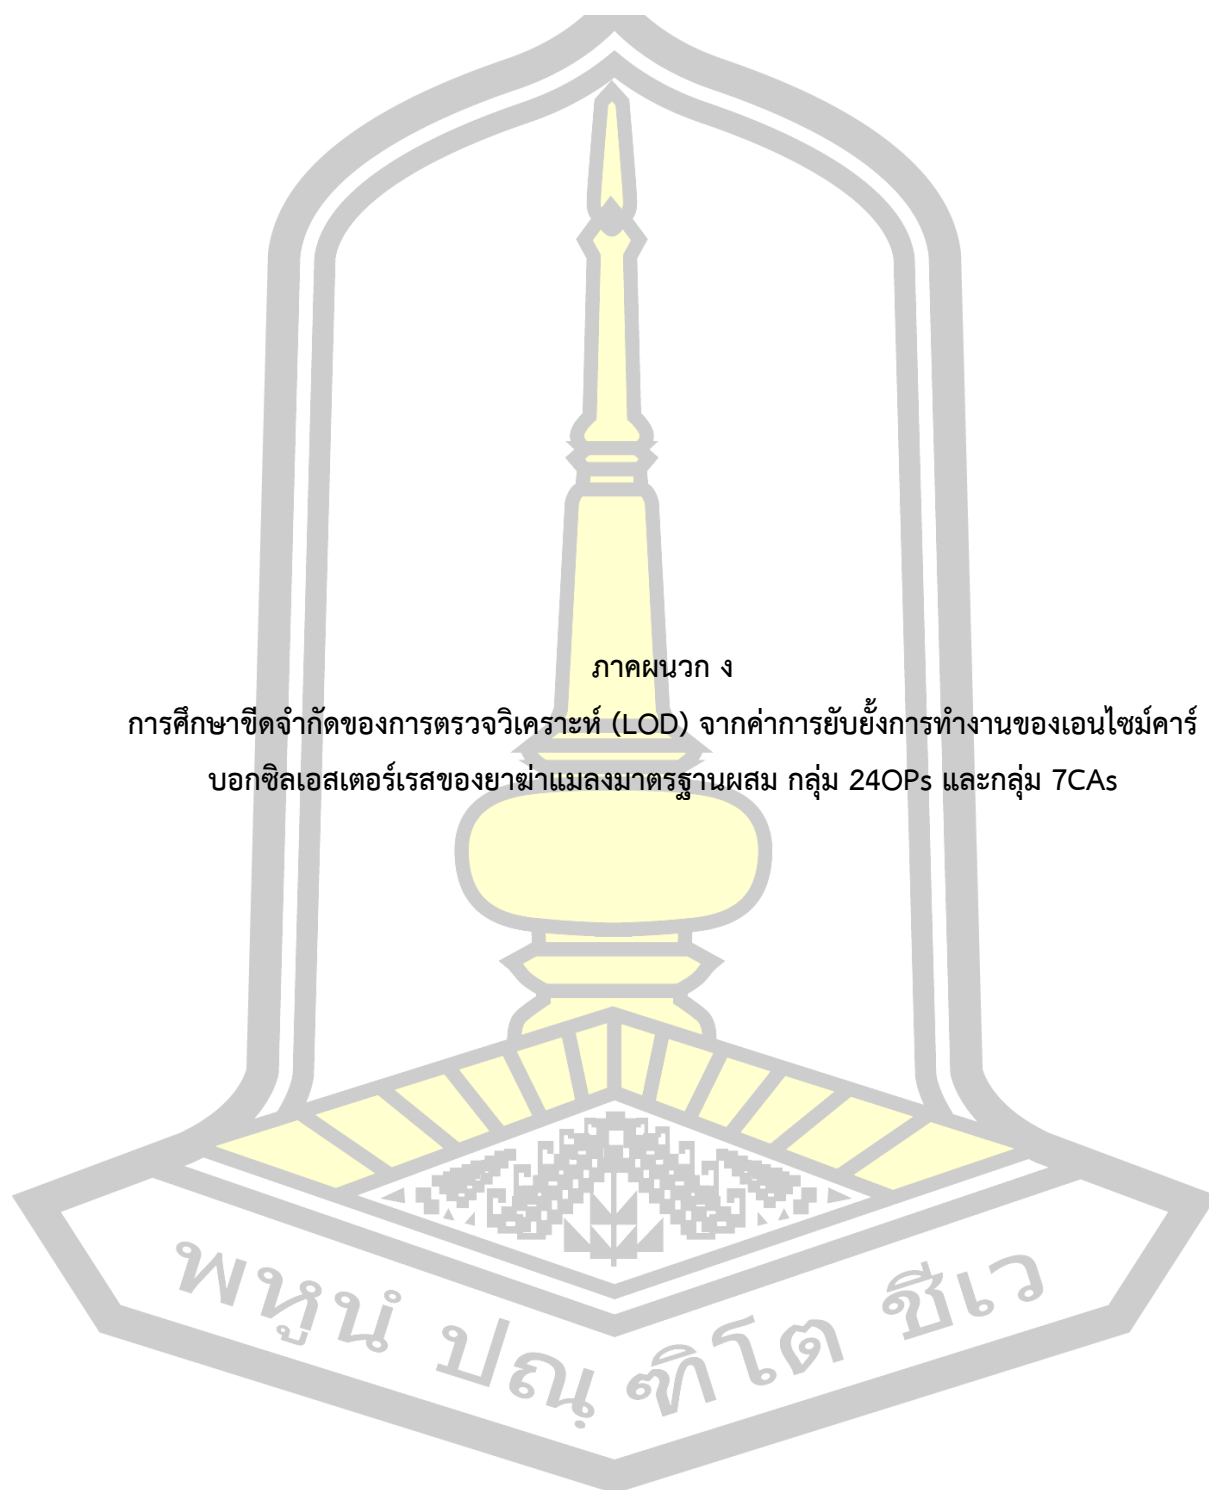 ภาคผนวก ง
การศึกษาขีดจำกัดของการตรวจวิเคราะห์ (LOD) จากค่าการยับยั้งการทำงานของเอนไซม์คาร์
บอกซิลเอสเตอร์เรสของยาฆ่าแมลงมาตรฐานผสม กลุ่ม 24OPs และกลุ่ม 7CAs
พหูนํ ปณฺฑิโต ชีเว